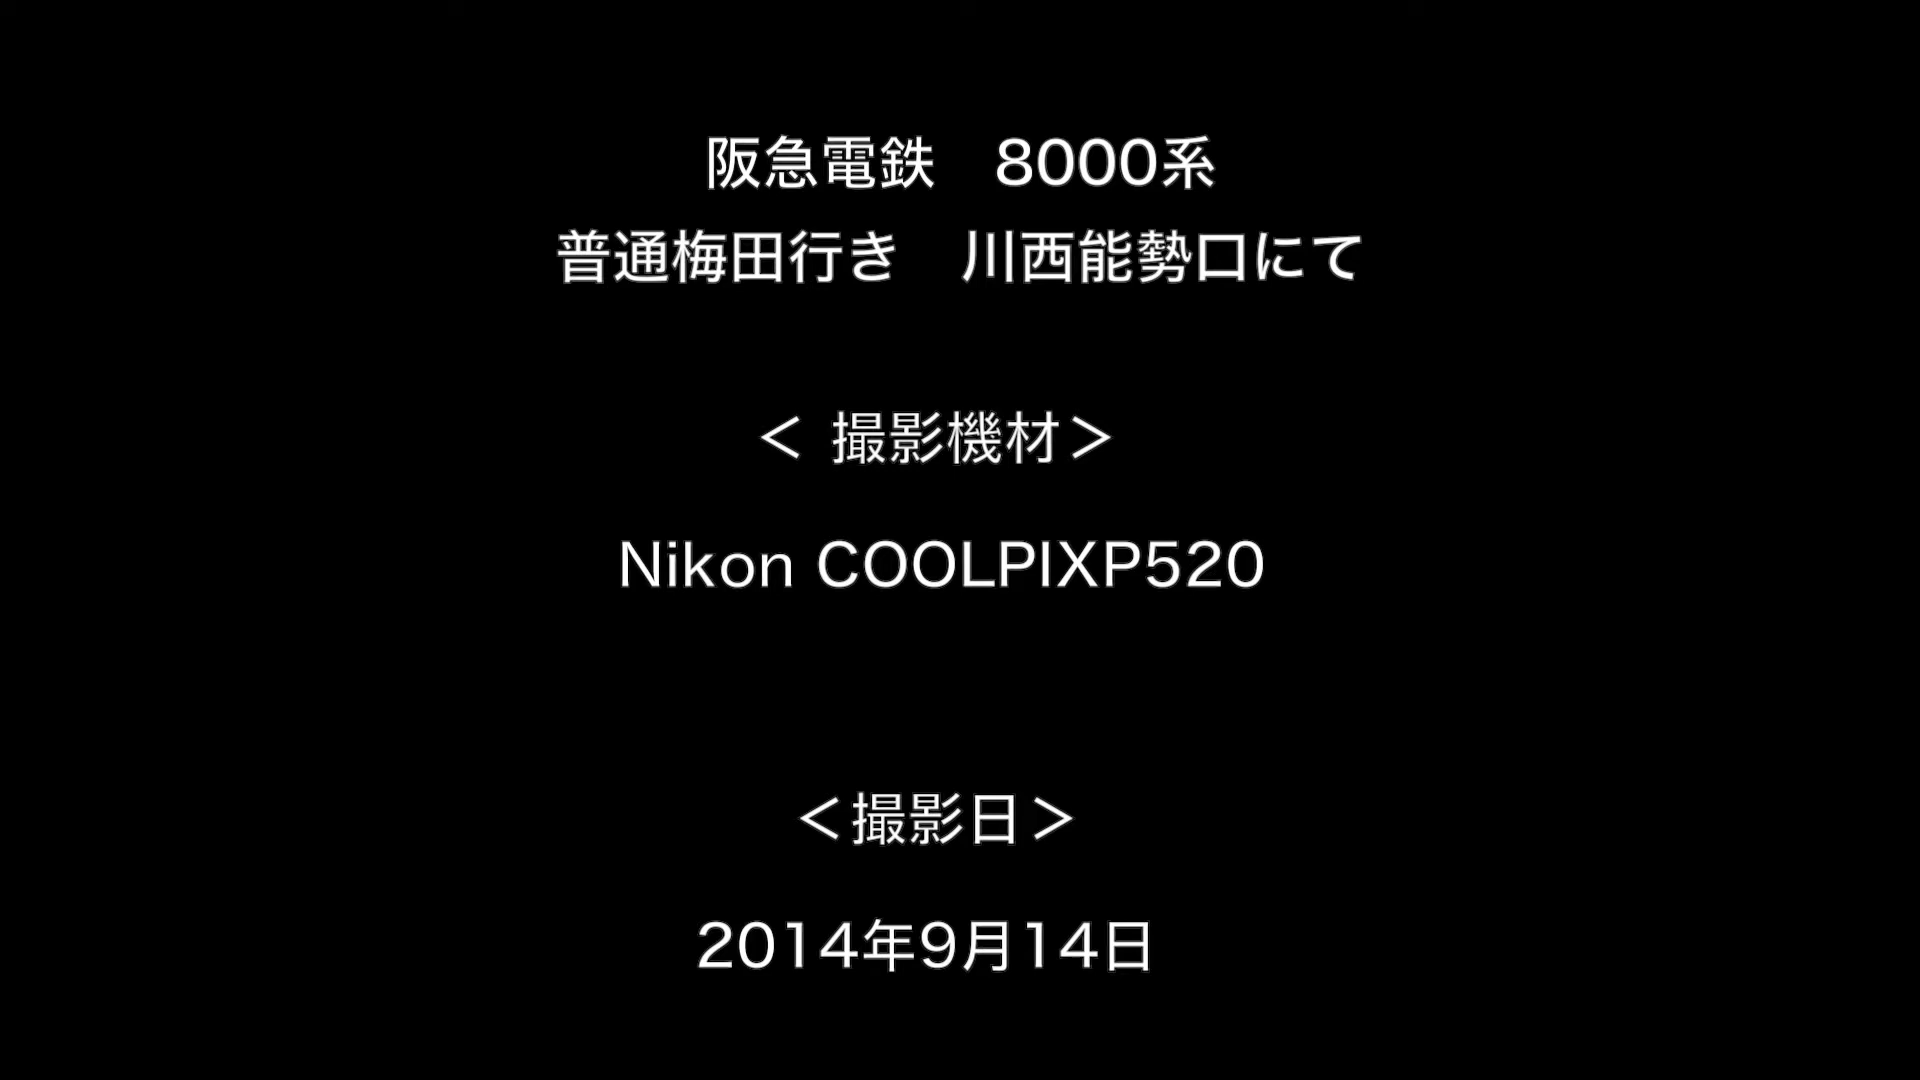 阪急電鉄　8000系
普通梅田行き　川西能勢口にて
＜ 撮影機材＞
Nikon COOLPIXP520
＜撮影日＞
2014年9月14日